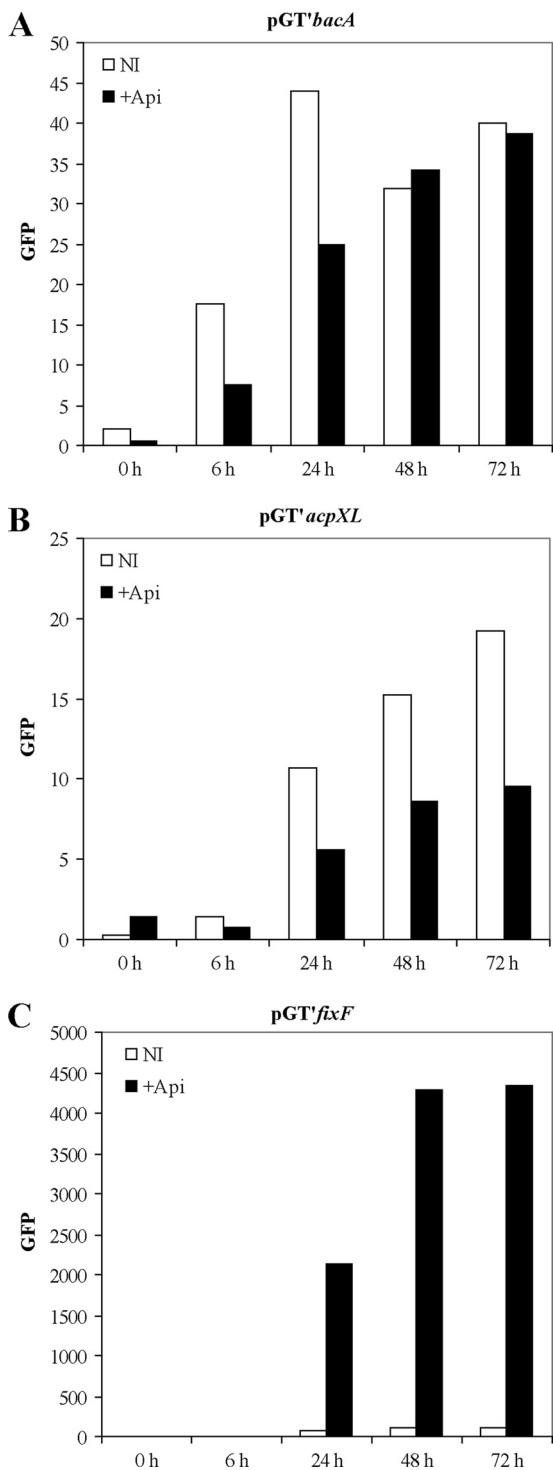 A
pGT'bacA
50
45
40
35
30
25
20
15
10
5
0
GFP
NI
+Api
0 h 6 h 24 h 48 h 72 h
B
pGT'acpXL
25
20
15
10
5
0
GFP
NI
+Api
0 h 6 h 24 h 48 h 72 h
C
pGT'fixF
5000
4500
4000
3500
3000
2500
2000
1500
1000
500
0
GFP
NI
+Api
0 h 6 h 24 h 48 h 72 h